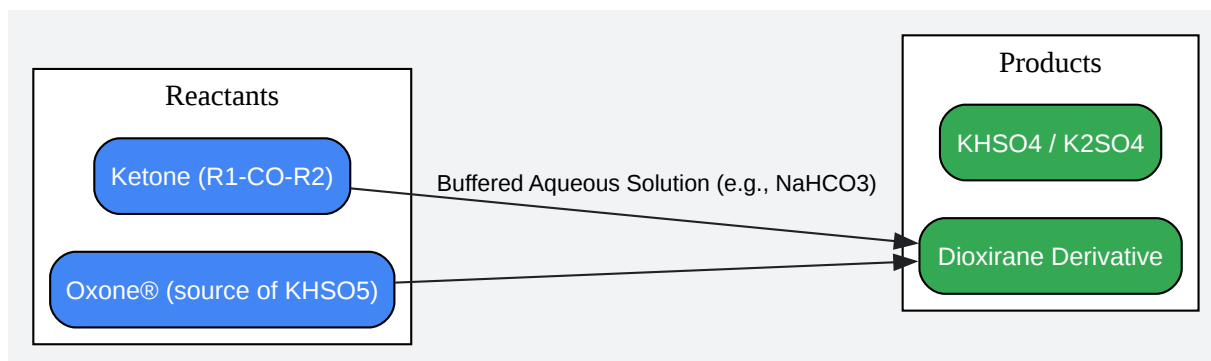 Reactants
Ketone (R1-CO-R2)
Oxone® (source of KHSO5)
Buffered Aqueous Solution (e.g., NaHCO3)
Products
KHSO4 / K2SO4
Dioxirane Derivative